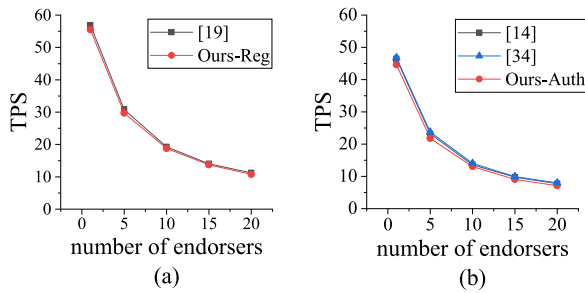 60
50
40
30
20
10
0
TPS
[19]
Ours-Reg
0 5 10 15 20
number of endorsers
(a)
60
50
40
30
20
10
0
TPS
[14]
[34]
Ours-Auth
0 5 10 15 20
number of endorsers
(b)